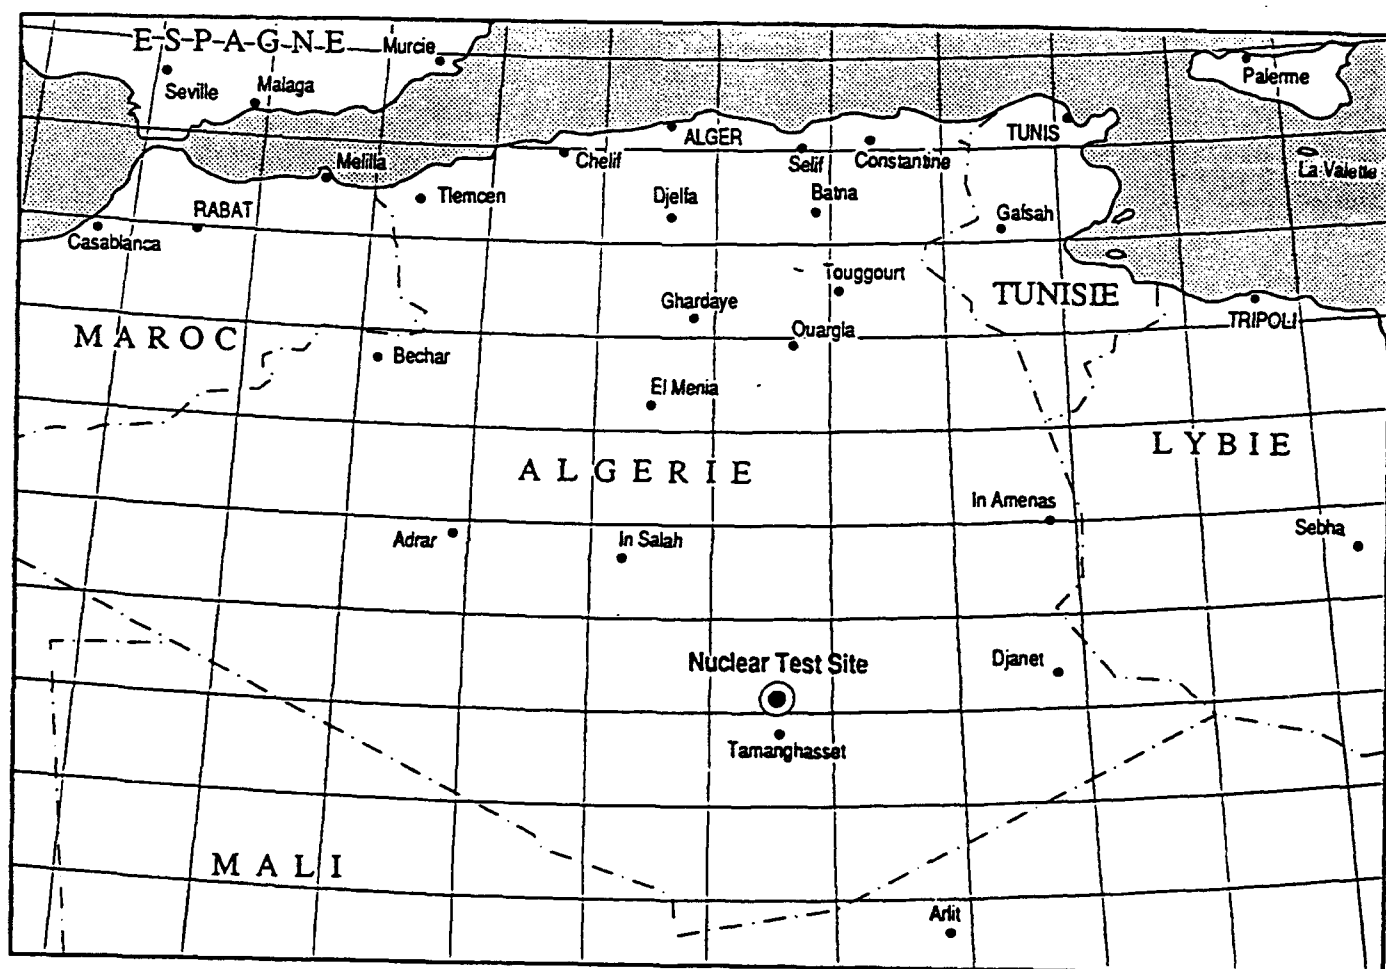 E-S-P-A-G-N-E
Murcie
Seville
Malaga
Palerme
ALGER
TUNIS
Chelif
Selif
Constantine
Melilla
La Valette
Tlemcen
Djelfa
Batna
RABAT
Gafsah
Casablanca
Touggourt
Ghardaye
TUNISIE
MAROC
Ouargla
TRIPOLI
Bechar
El Menia
LYBIE
ALGERIE
In Amenas
Adrar
In Salah
Sebha
Nuclear Test Site
Djanet
Tamanghasset
MALI
Arlit